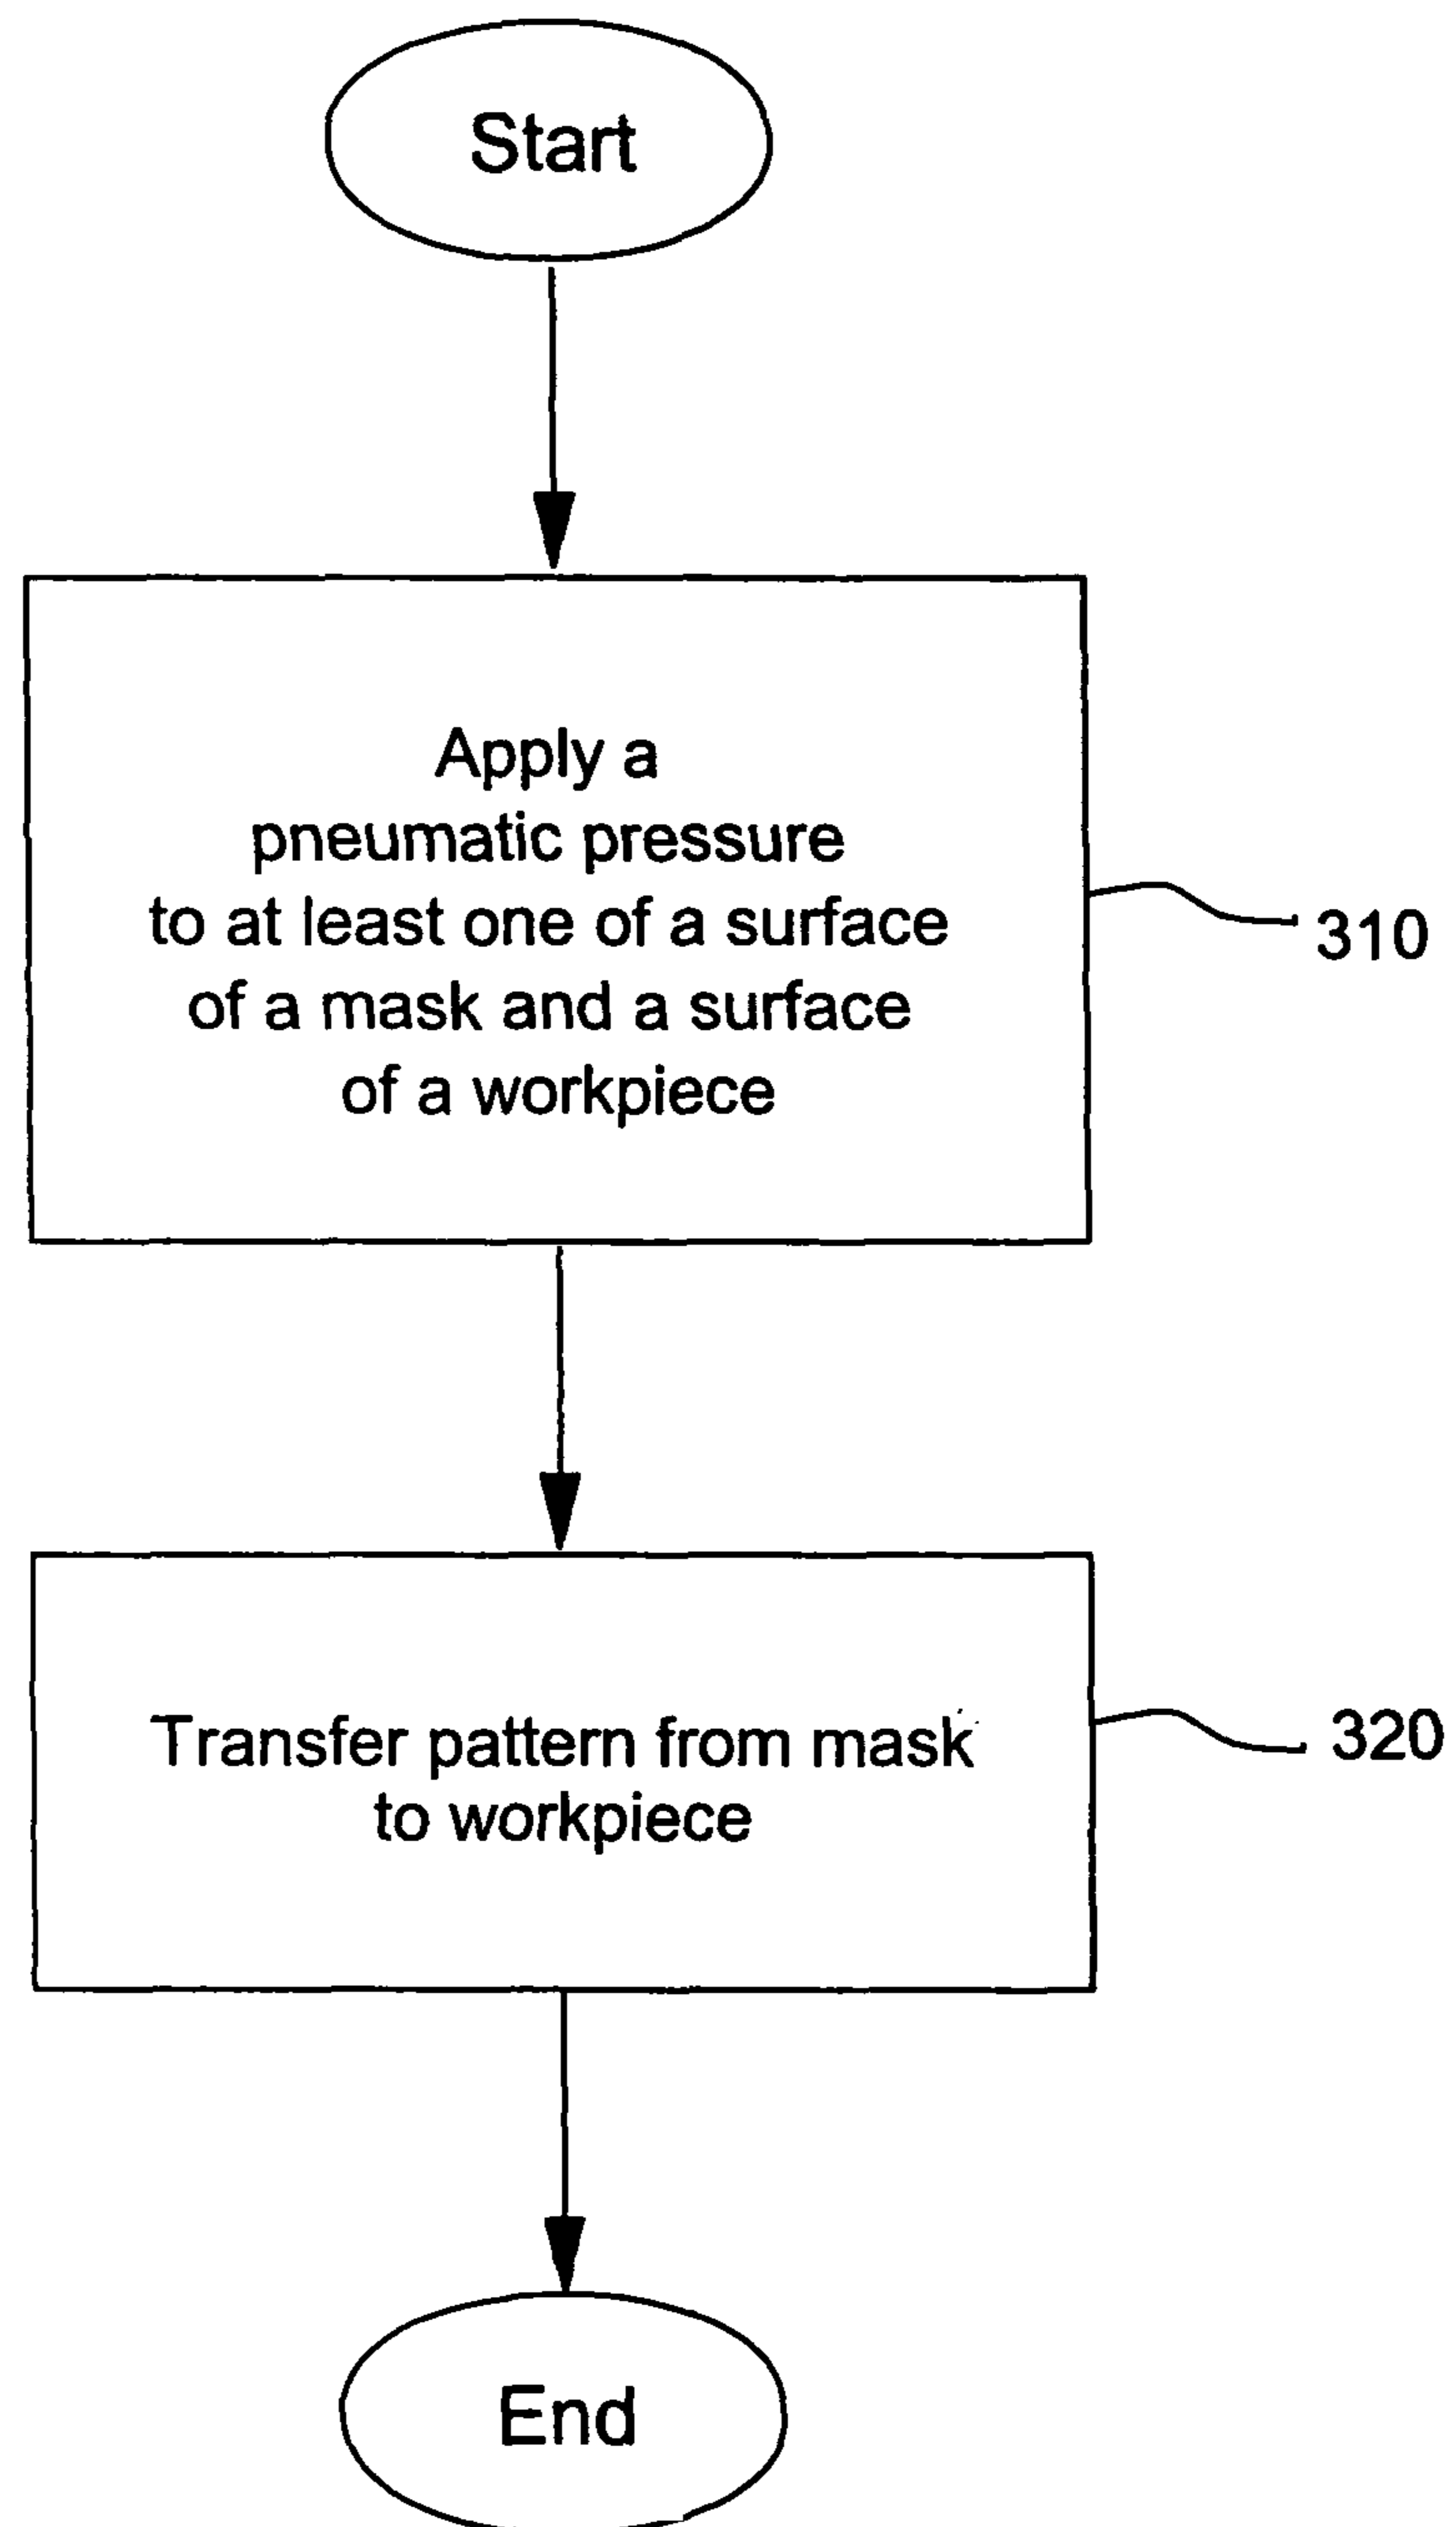 Start
Apply a
pneumatic pressure
to at least one of a surface
of a mask and a surface
of a workpiece
310
Transfer pattern from mask
to workpiece
320
End